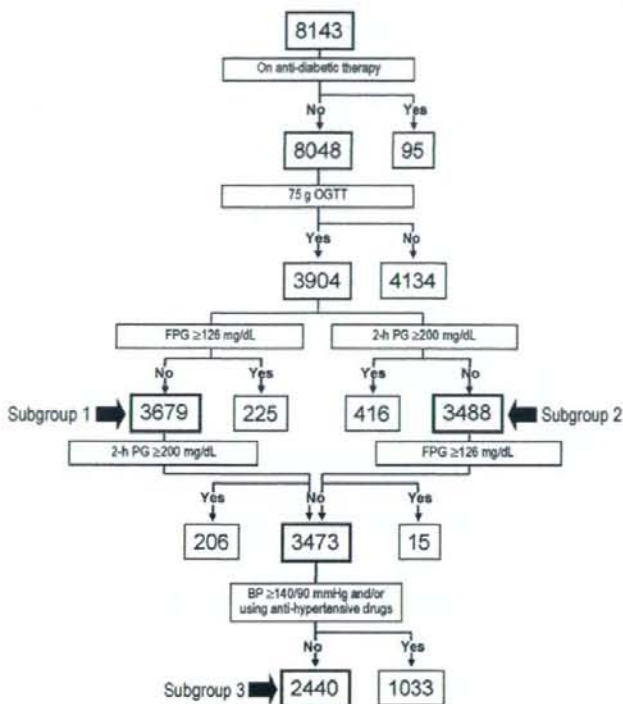 8143
On anti-diabetic therapy
No Yes
8048 95
75 g OGTT
Yes No
3904 4134
FPG ≥126 mg/dL 2-h PG ≥200 mg/dL
No Yes Yes No
Subgroup 1 3679 225 416 3488 Subgroup 2
2-h PG ≥200 mg/dL FPG ≥126 mg/dL
Yes No Yes
206 3473 15
BP ≥140/90 mmHg and/or
using anti-hypertensive drugs
No Yes
Subgroup 3 2440 1033